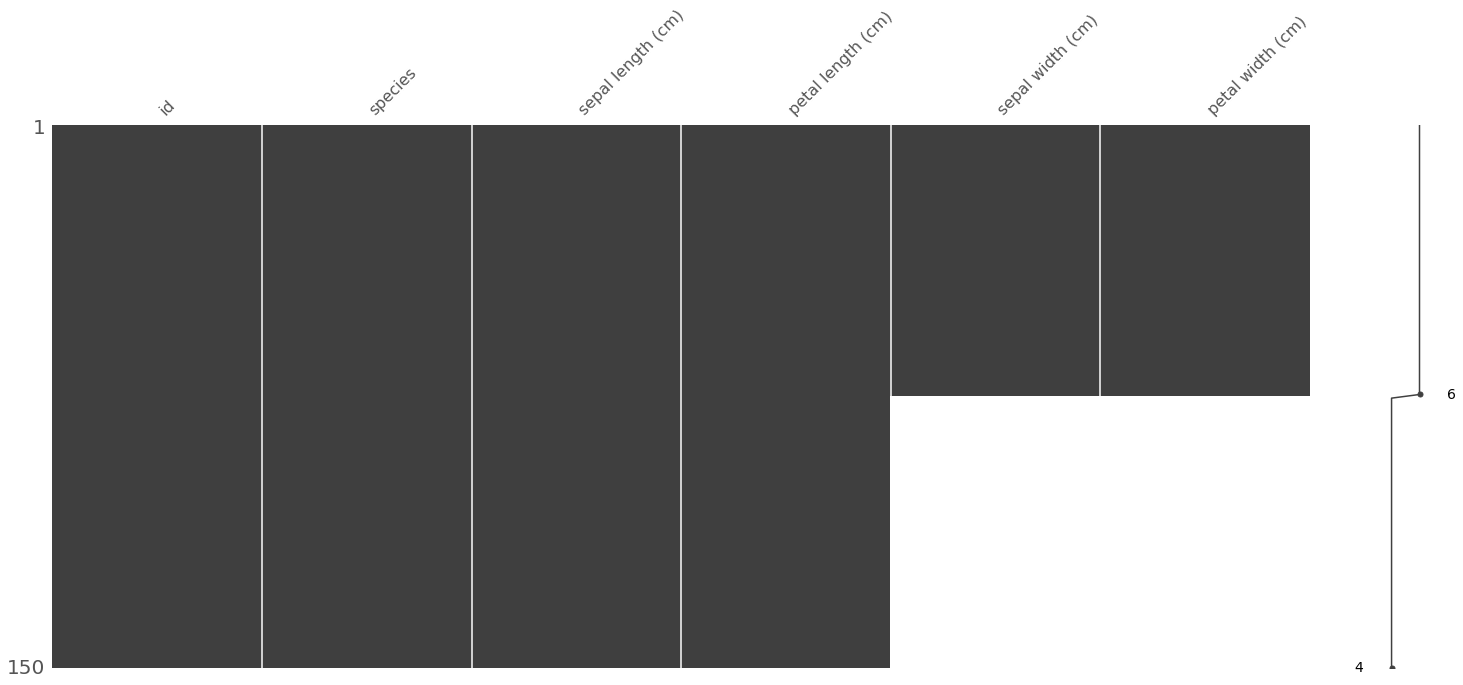 id
species
sepal length (cm)
petal length (cm)
sepal width (cm)
petal width (cm)
1
6
150
4